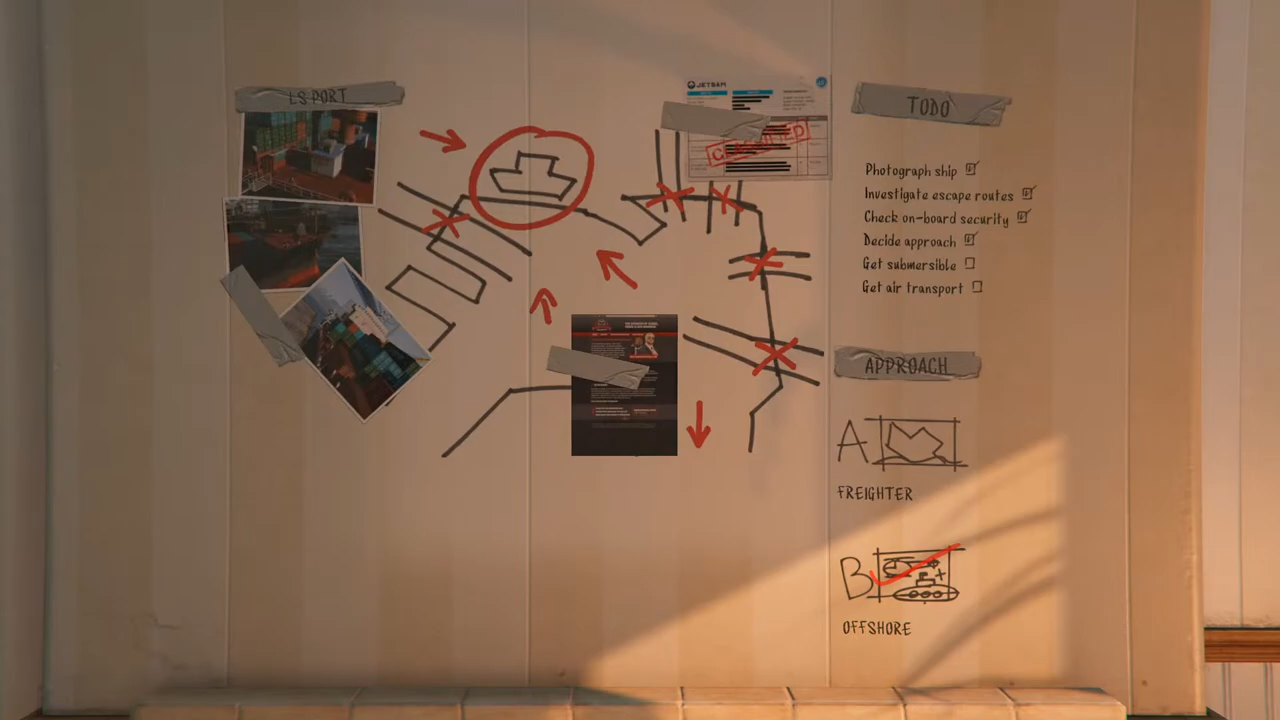 LS PORT
JETSAM
TODO
Photograph ship
Investigate escape routes
Check on-board security
Decide approach
Get submersible
Get air transport
APPROACH
A
FREIGHTER
B
OFFSHORE